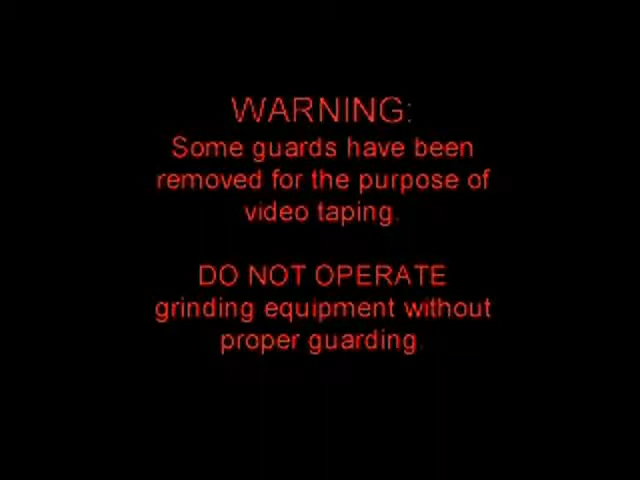 WARNING:
Some guards have been
removed for the purpose of
video taping.
DO NOT OPERATE
grinding equipment without
proper guarding.